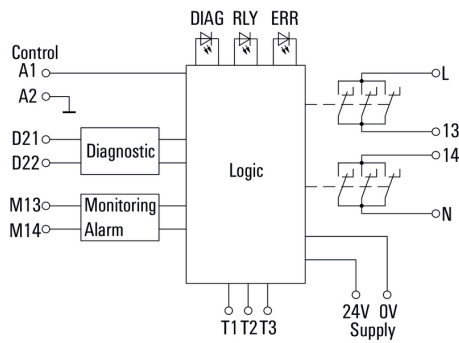 DIAG RLY ERR
Control
A1
A2
L
13
D21
D22
Diagnostic
Logic
14
M13
M14
Monitoring
Alarm
N
24V 0V
Supply
T1 T2 T3